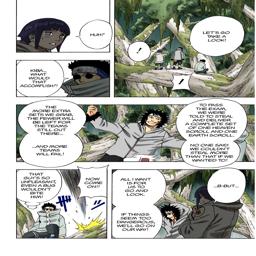 HUH?
LET'S GO
TAKE A
LOOK!
!
!
KIBA...
WHAT
WOULD
THAT
ACCOMPLISH?
THE
MORE EXTRA
SETS WE GRAB,
THE FEWER WILL
BE LEFT FOR
THE TEAMS
STILL OUT
THERE...
...AND MORE
TEAMS
WILL FAIL!
TO PASS
THE EXAM,
WE WERE
TOLD TO STEAL
AND DELIVER
A COMPLETE SET
OF ONE HEAVEN
SCROLL AND ONE
EARTH SCROLL.
NO ONE SAID
WE COULDN'T
STEAL MORE
THAN THAT IF WE
WANTED TO!
THAT
GUY'S SO
UNPLEASANT,
EVEN A BUG
WOULDN'T
BITE
HIM!
NOW
COME
ON!!
ALL I WANT
IS FOR
US TO
GO AND
LOOK.
IF THINGS
SEEM TOO
DANGEROUS,
WE'LL GO ON
OUR WAY!
...B-BUT...